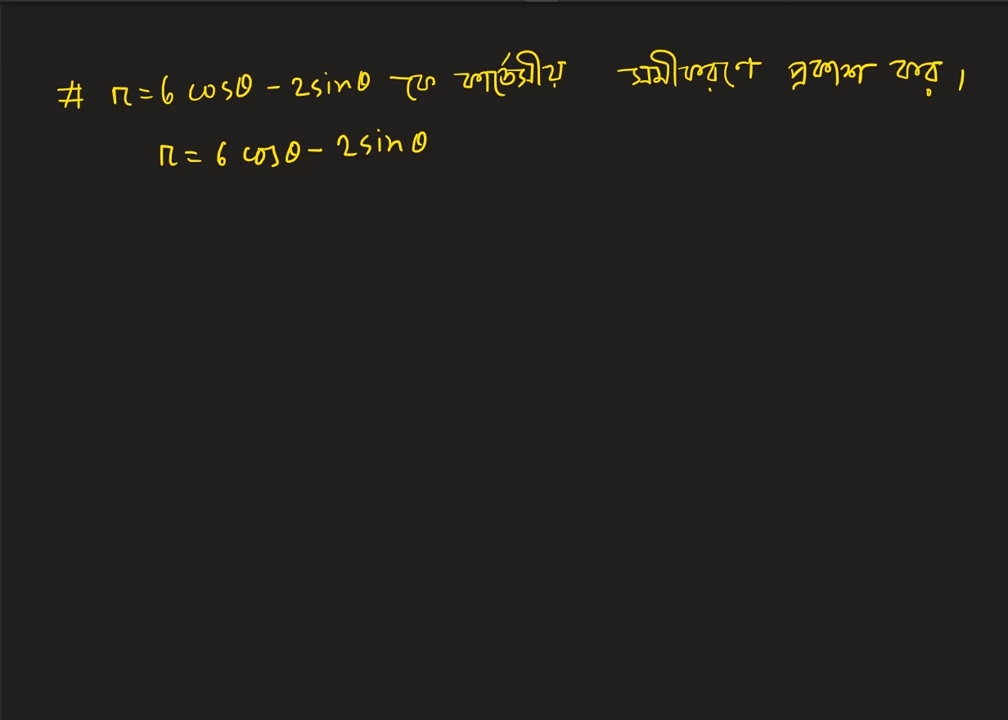 # r = 6 cosθ - 2sinθ কে কার্তেসীয় সমীকরণে প্রকাশ কর ।
r = 6 cosθ - 2sinθ